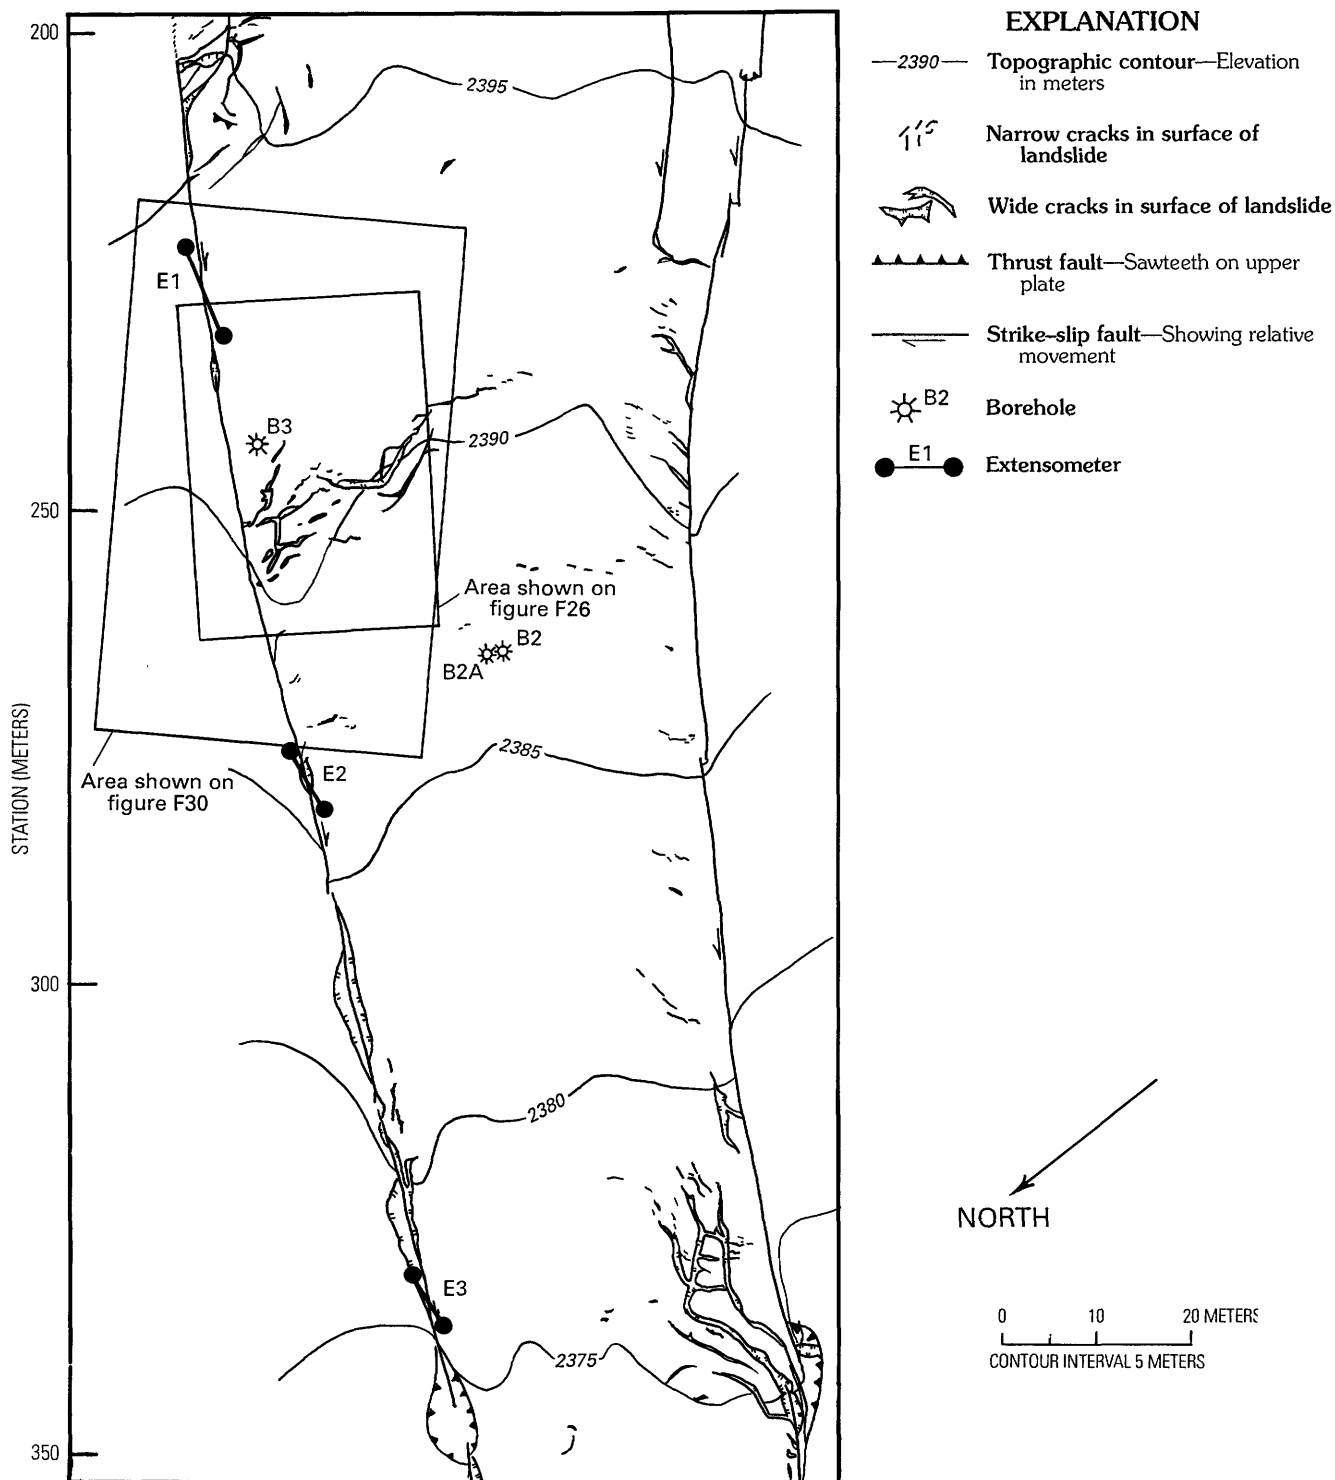 200
250
300
350
STATION (METERS)
2395
E1
B3
2390
Area shown on
figure F26
B2
B2A
2385
E2
Area shown on
figure F30
2380
E3
2375
EXPLANATION
2390
Topographic contour—Elevation
in meters
Narrow cracks in surface of
landslide
Wide cracks in surface of landslide
Thrust fault—Sawteeth on upper
plate
Strike–slip fault—Showing relative
movement
B2
Borehole
E1
Extensometer
NORTH
0 10 20 METERS
CONTOUR INTERVAL 5 METERS